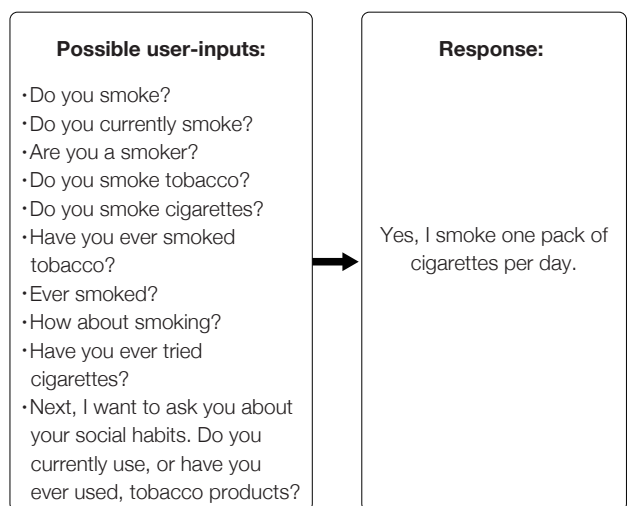 Possible user-inputs:
·Do you smoke?
·Do you currently smoke?
·Are you a smoker?
·Do you smoke tobacco?
·Do you smoke cigarettes?
·Have you ever smoked
tobacco?
·Ever smoked?
·How about smoking?
·Have you ever tried
cigarettes?
·Next, I want to ask you about
your social habits. Do you
currently use, or have you
ever used, tobacco products?
Response:
Yes, I smoke one pack of
cigarettes per day.